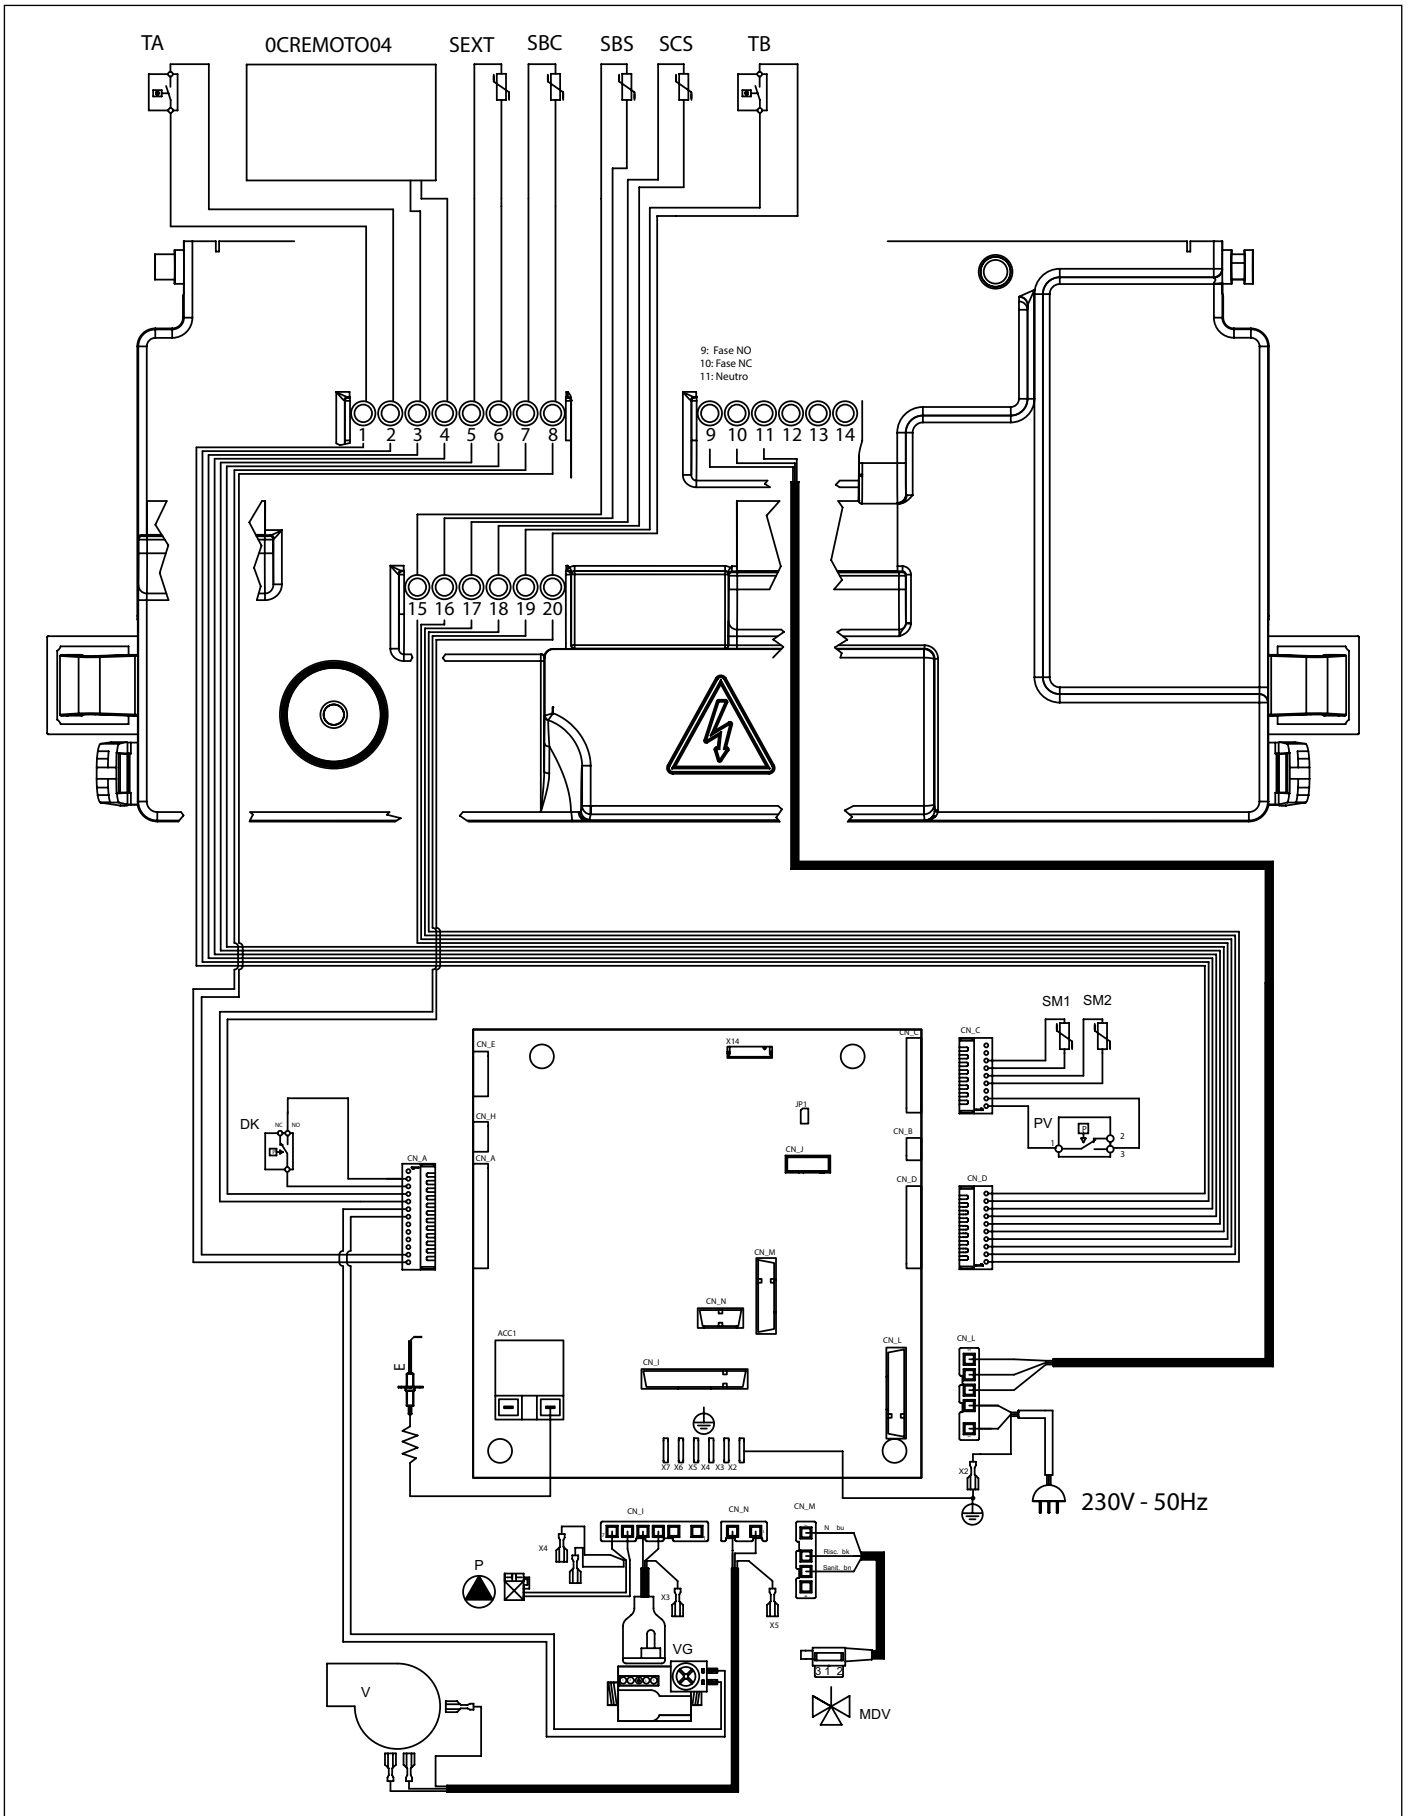 TA 0CREMOTO04 SEXT SBC SBS SCS TB
9: Fase NO
10: Fase NC
11: Neutro
1 2 3 4 5 6 7 8
9 10 11 12 13 14
15 16 17 18 19 20
SM1 SM2
CN_E
X14
CN_C
CN_C
JP1
CN_H
CN_B
DK
NC NO
PV
P
1
2
3
CN_J
CN_A
CN_A
CN_D
CN_D
CN_M
CN_N
ACC1
CN_I
CN_L
CN_L
E
X7 X6 X5 X4 X3 X2
X2
230V - 50Hz
CN_I
CN_N
CN_M
N bu
Risc. bk
Sanit. bn
X4
P
X3
X5
VG
V
3 1 2
MDV